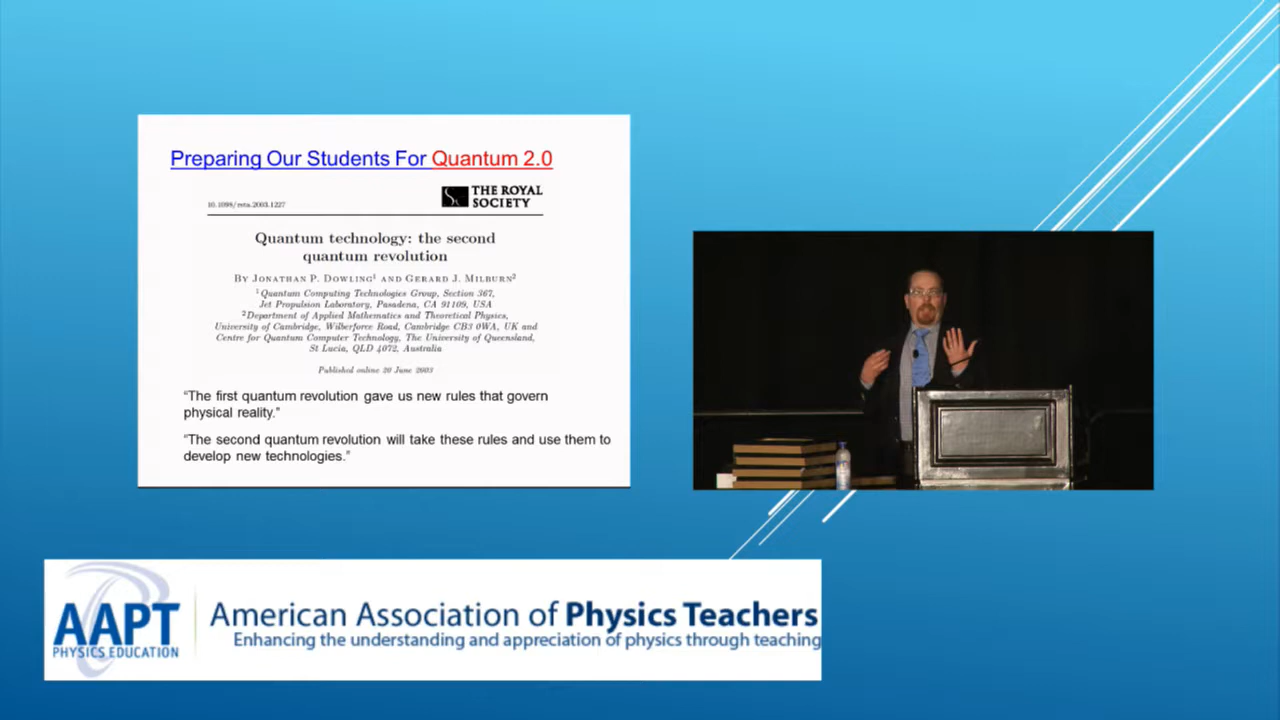 Preparing Our Students For Quantum 2.0
10.1098/rsta.2003.1227
THE ROYAL
SOCIETY
Quantum technology: the second
quantum revolution
By Jonathan P. Dowling¹ and Gerard J. Milburn²
¹Quantum Computing Technologies Group, Section 367,
Jet Propulsion Laboratory, Pasadena, CA 91109, USA
²Department of Applied Mathematics and Theoretical Physics,
University of Cambridge, Wilberforce Road, Cambridge CB3 0WA, UK and
Centre for Quantum Computer Technology, The University of Queensland,
St Lucia, QLD 4072, Australia
Published online 20 June 2003
“The first quantum revolution gave us new rules that govern
physical reality.”
“The second quantum revolution will take these rules and use them to
develop new technologies.”
AAPT
PHYSICS EDUCATION
American Association of Physics Teachers
Enhancing the understanding and appreciation of physics through teaching